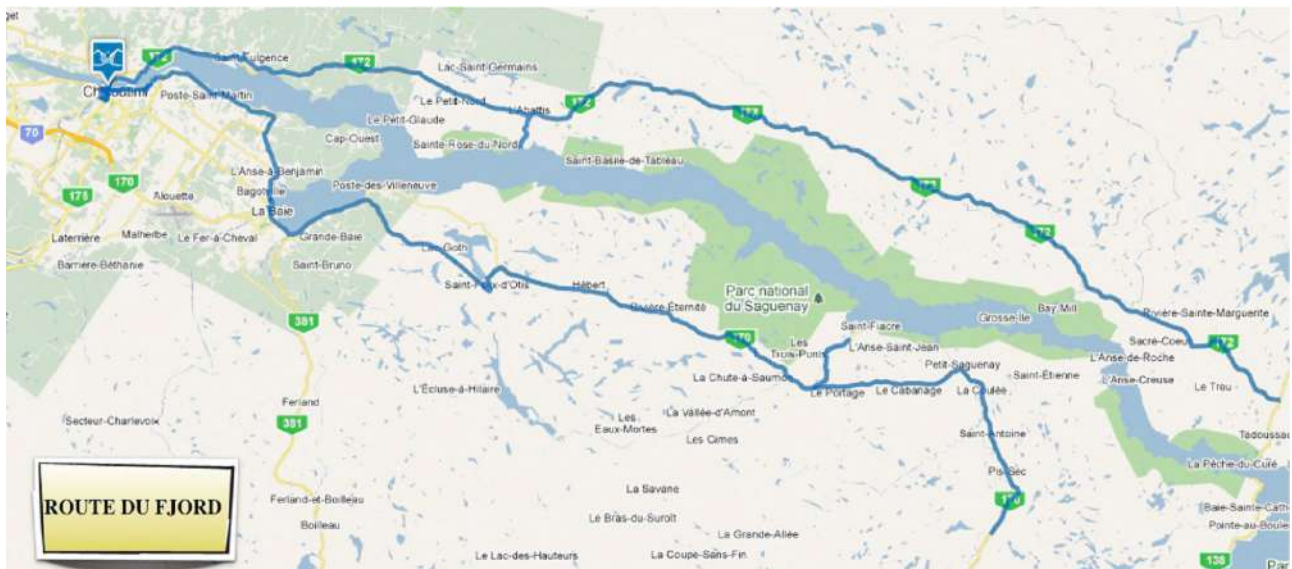 172
Saint-Fulgence
172
Lac-Saint-Germains
Chicoutimi
Poste-Saint-Martin
Le Petit-Nord
L'Abattis
172
172
70
Le Petit-Glaude
Cap-Ouest
Sainte-Rose-du-Nord
Saint-Basile-de-Tableau
L'Anse-à-Benjamin
175
170
Alouette
Bagotville
Poste-des-Villeneuve
172
La Baie
Malherbe
Le Fer-à-Cheval
Grande-Baie
172
Laterrière
Lac-Goth
Barrière-Béthanie
Saint-Bruno
Saint-Félix-d'Otis
Hébert
Parc national
du Saguenay
Rivière-Éternité
Grosse-Île
Bay Mill
Rivière-Sainte-Marguerite
381
Saint-Fiacre
170
Les
Trois-Ponts
L'Anse-Saint-Jean
Sacré-Coeur
172
L'Anse-de-Roche
Petit-Saguenay
Saint-Étienne
La Chute-à-Saumon
L'Anse-Creuse
L'Écluse-à-Hilaire
Le Portage
Le Cabanage
La Coulée
Le Trou
Ferland
La Vallée-d'Amont
Secteur-Charlevoix
381
Les
Eaux-Mortes
Les Cimes
Saint-Antoine
Tadoussac
Pis-Sec
La Pêche-du-Curé
ROUTE DU FJORD
Ferland-et-Boilleau
La Savane
170
Boilleau
Le Bras-du-Suroît
La Grande-Allée
Baie-Sainte-Cath
Pointe-au-Boule
Le Lac-des-Hauteurs
La Coupe-Sans-Fin
138
Par